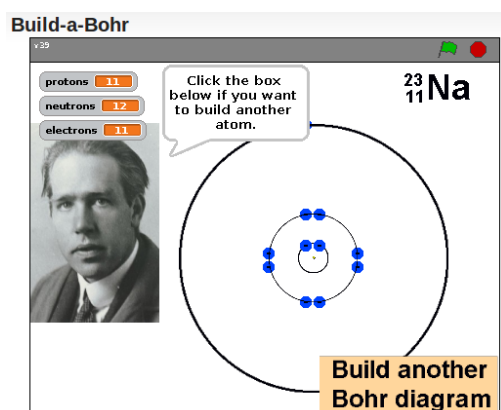 Build-a-Bohr
v39
protons 11
neutrons 12
electrons 11
Click the box
below if you want
to build another
atom.
23
11 Na
Build another
Bohr diagram